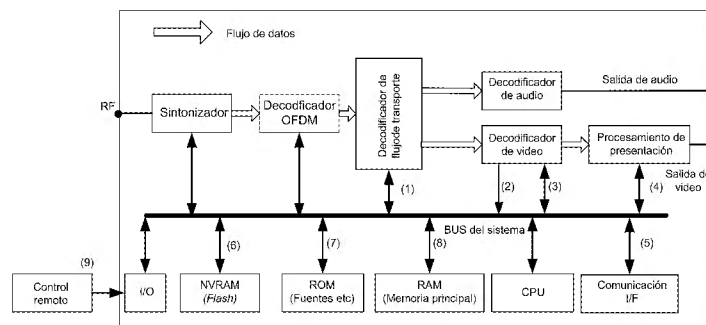 Flujo de datos
RF
Sintonizador
Decodficador
OFDM
Decodificador de
flujode transporte
Decodificador
de audio
Salida de audio
Decodificador
de video
Procesamiento de
presentación
Salida de
video
(1)
(2)
(3)
(4)
BUS del sistema
(6)
(7)
(8)
(5)
(9)
Control
remoto
I/O
NVRAM
(Flash)
ROM
(Fuentes etc)
RAM
(Memoria principal)
CPU
Comunicación
I/F